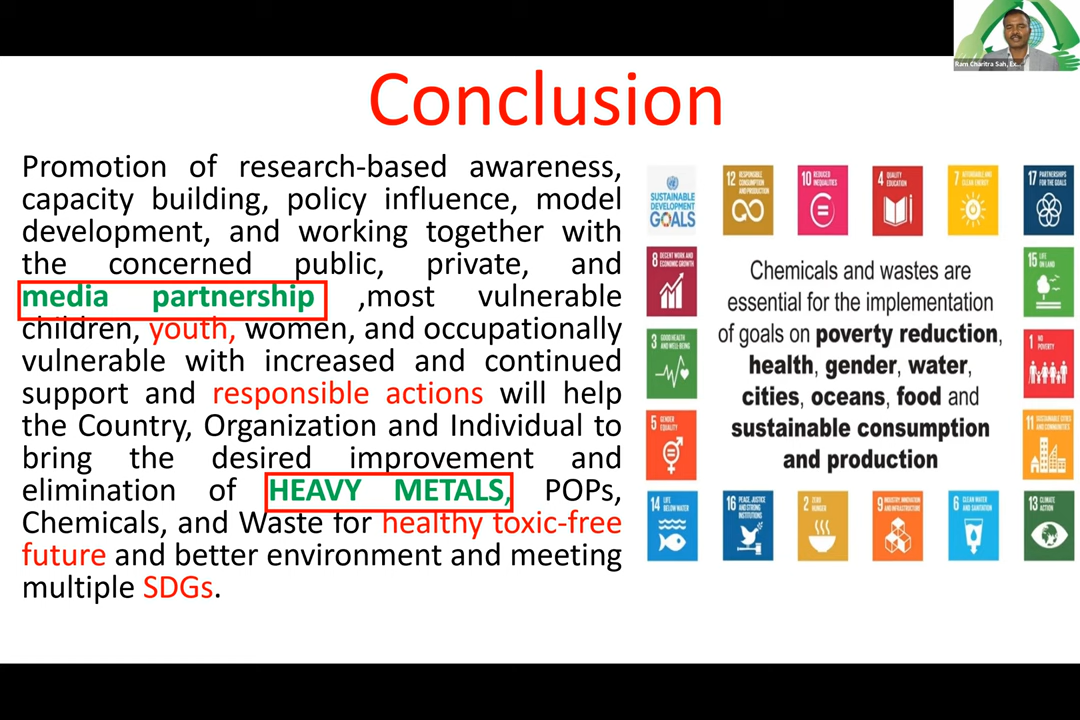 Ram Charitra Sah, Ex...
Conclusion
Promotion of research-based awareness,
capacity building, policy influence, model
development, and working together with
the concerned public, private, and
media partnership ,most vulnerable
children, youth, women, and occupationally
vulnerable with increased and continued
support and responsible actions will help
the Country, Organization and Individual to
bring the desired improvement and
elimination of HEAVY METALS, POPs,
Chemicals, and Waste for healthy toxic-free
future and better environment and meeting
multiple SDGs.
SUSTAINABLE
DEVELOPMENT
GOALS
12 RESPONSIBLE
CONSUMPTION
AND PRODUCTION
10 REDUCED
INEQUALITIES
4 QUALITY
EDUCATION
7 AFFORDABLE AND
CLEAN ENERGY
17 PARTNERSHIPS
FOR THE GOALS
8 DECENT WORK AND
ECONOMIC GROWTH
15 LIFE
ON LAND
3 GOOD HEALTH
AND WELL-BEING
1 NO
POVERTY
5 GENDER
EQUALITY
11 SUSTAINABLE CITIES
AND COMMUNITIES
14 LIFE
BELOW WATER
16 PEACE, JUSTICE
AND STRONG
INSTITUTIONS
2 ZERO
HUNGER
9 INDUSTRY, INNOVATION
AND INFRASTRUCTURE
6 CLEAN WATER
AND SANITATION
13 CLIMATE
ACTION
Chemicals and wastes are
essential for the implementation
of goals on poverty reduction,
health, gender, water,
cities, oceans, food and
sustainable consumption
and production